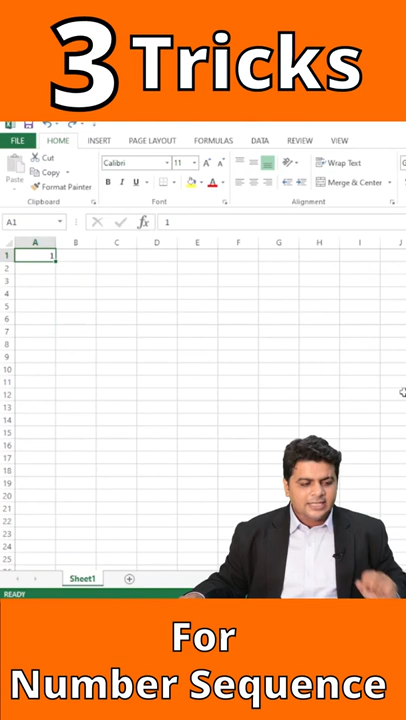 3 Tricks
FILE HOME INSERT PAGE LAYOUT FORMULAS DATA REVIEW VIEW
Cut
Copy
Format Painter
Paste
Calibri 11 A A
B I U A
Wrap Text
Merge & Center
Clipboard Font Alignment
A1 fx 1
A B C D E F G H I J
1 1
2
3
4
5
6
7
8
9
10
11
12
13
14
15
16
17
18
19
20
21
22
23
24
25
Sheet1
READY
For
Number Sequence